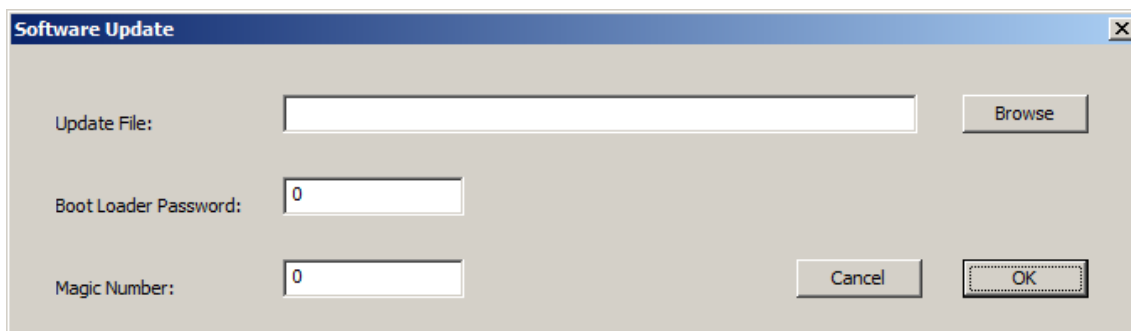 Software Update
Update File:
Browse
Boot Loader Password:
0
Magic Number:
0
Cancel
OK